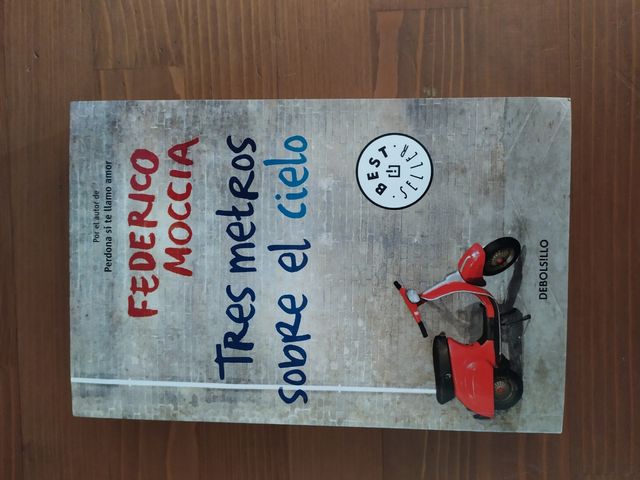 Por el autor de
Perdona si te llamo amor
FEDERICO
MOCCIA
Tres metros
sobre el cielo
BEST
SELLER
DEBOLSILLO